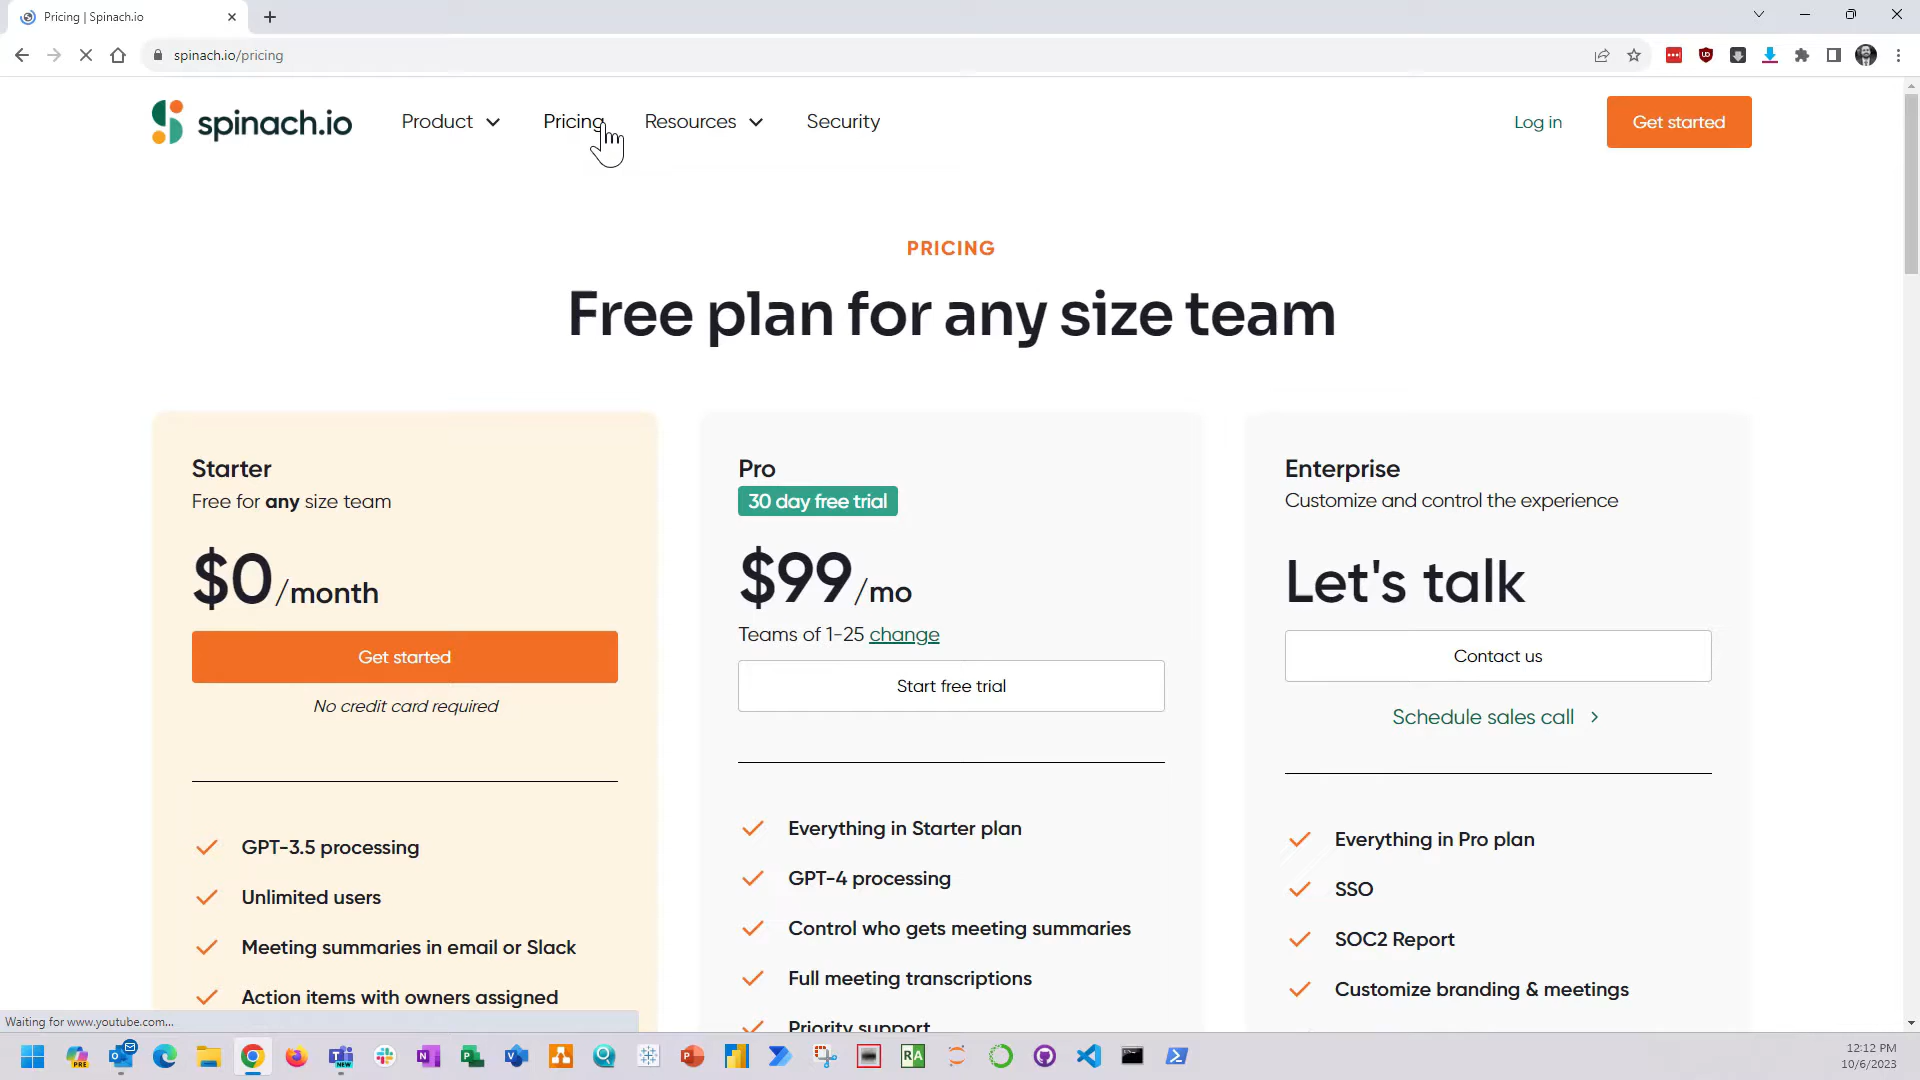 Pricing | Spinach.io
spinach.io/pricing
spinach.io
Product
Pricing
Resources
Security
Log in
Get started
PRICING
Free plan for any size team
Starter
Free for any size team
$0/month
Get started
No credit card required
GPT-3.5 processing
Unlimited users
Meeting summaries in email or Slack
Action items with owners assigned
Pro
30 day free trial
$99/mo
Teams of 1-25 change
Start free trial
Everything in Starter plan
GPT-4 processing
Control who gets meeting summaries
Full meeting transcriptions
Priority support
Enterprise
Customize and control the experience
Let's talk
Contact us
Schedule sales call
Everything in Pro plan
SSO
SOC2 Report
Customize branding & meetings
Waiting for www.youtube.com...
PRE
NEW
RA
12:12 PM
10/6/2023